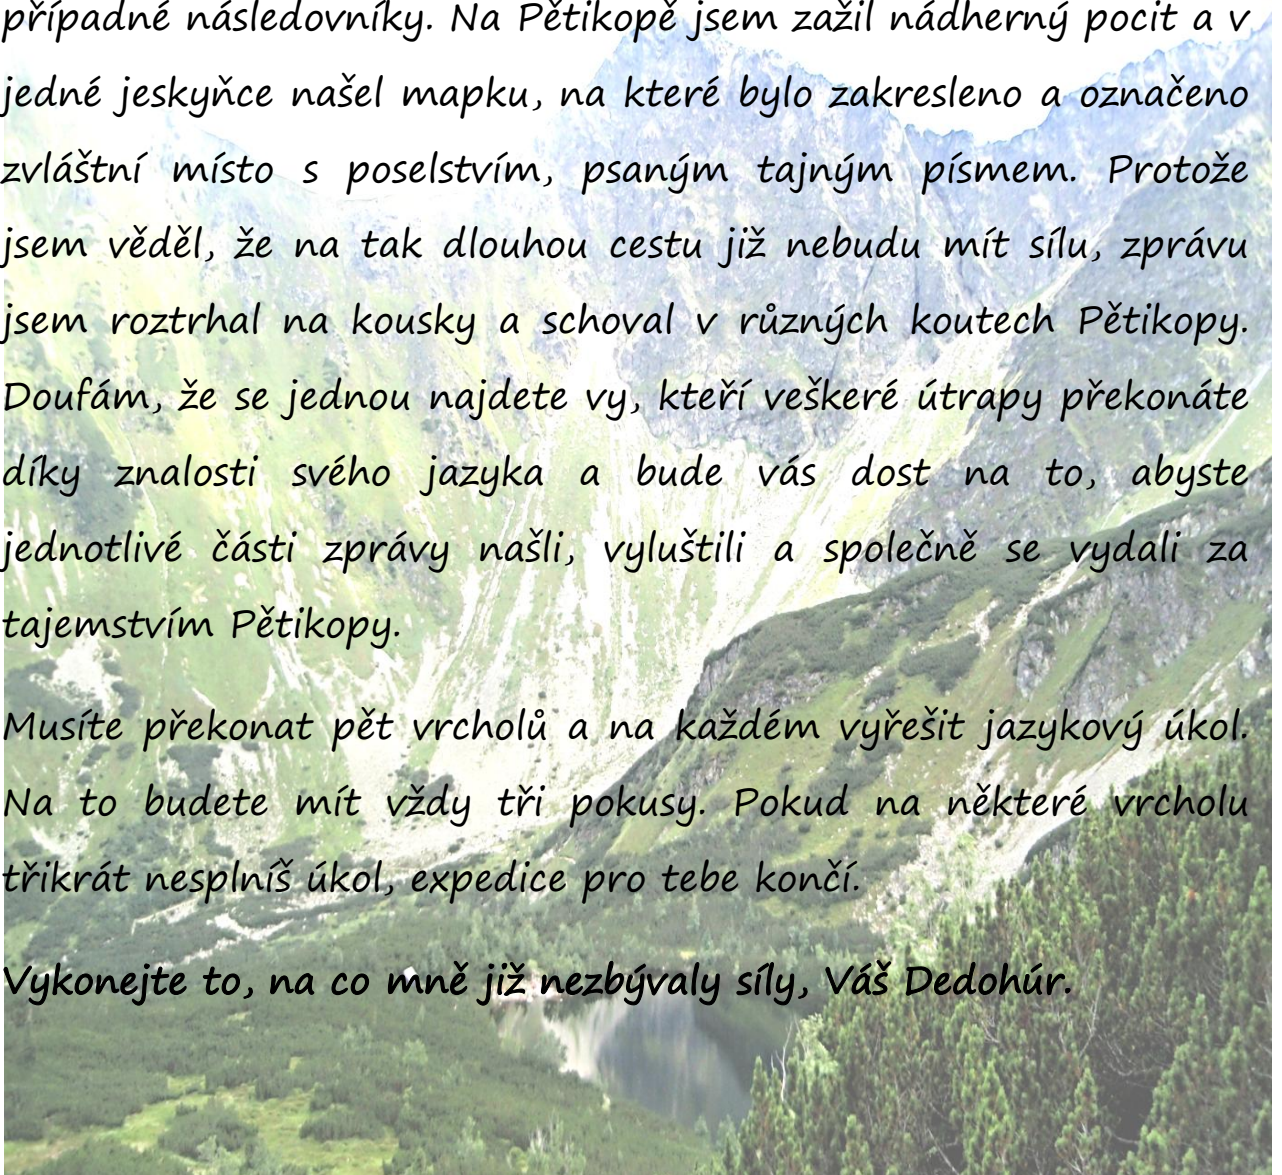 případné následovníky. Na Pětikopě jsem zažil nádherný pocit a v
jedné jeskyňce našel mapku, na které bylo zakresleno a označeno
zvláštní místo s poselstvím, psaným tajným písmem. Protože
jsem věděl, že na tak dlouhou cestu již nebudu mít sílu, zprávu
jsem roztrhal na kousky a schoval v různých koutech Pětikopy.
Doufám, že se jednou najdete vy, kteří veškeré útrapy překonáte
díky znalosti svého jazyka a bude vás dost na to, abyste
jednotlivé části zprávy našli, vyluštili a společně se vydali za
tajemstvím Pětikopy.
Musíte překonat pět vrcholů a na každém vyřešit jazykový úkol.
Na to budete mít vždy tři pokusy. Pokud na některé vrcholu
třikrát nesplníš úkol, expedice pro tebe končí.
Vykonejte to, na co mně již nezbývaly síly, Váš Dedohúr.